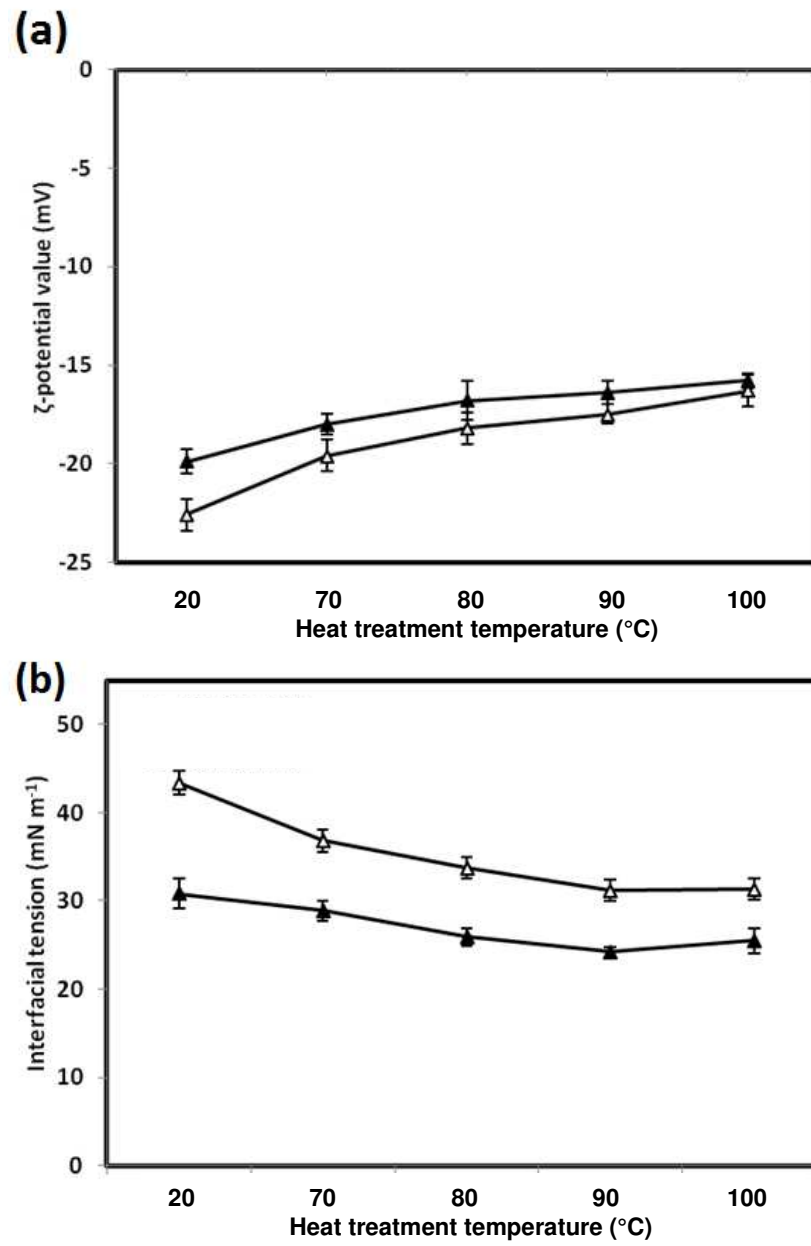 (a)
0
-5
-10
-15
-20
-25
ζ-potential value (mV)
20 70 80 90 100
Heat treatment temperature (°C)
(b)
50
40
30
20
10
0
Interfacial tension (mN m⁻¹)
20 70 80 90 100
Heat treatment temperature (°C)